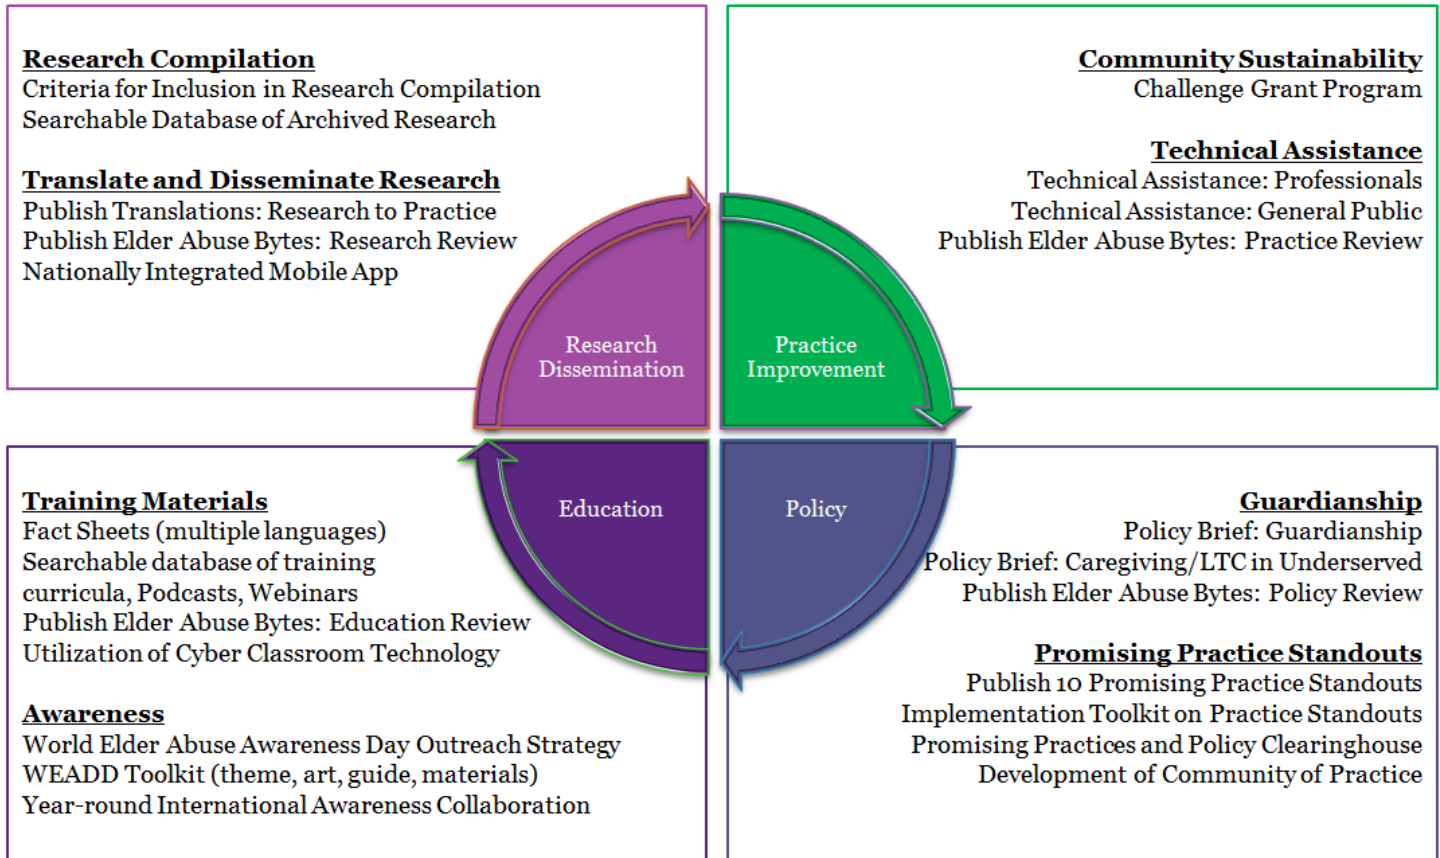 Research Compilation
Criteria for Inclusion in Research Compilation
Searchable Database of Archived Research
Translate and Disseminate Research
Publish Translations: Research to Practice
Publish Elder Abuse Bytes: Research Review
Nationally Integrated Mobile App
Community Sustainability
Challenge Grant Program
Technical Assistance
Technical Assistance: Professionals
Technical Assistance: General Public
Publish Elder Abuse Bytes: Practice Review
Research
Dissemination
Practice
Improvement
Education
Policy
Training Materials
Fact Sheets (multiple languages)
Searchable database of training
curricula, Podcasts, Webinars
Publish Elder Abuse Bytes: Education Review
Utilization of Cyber Classroom Technology
Awareness
World Elder Abuse Awareness Day Outreach Strategy
WEADD Toolkit (theme, art, guide, materials)
Year-round International Awareness Collaboration
Guardianship
Policy Brief: Guardianship
Policy Brief: Caregiving/LTC in Underserved
Publish Elder Abuse Bytes: Policy Review
Promising Practice Standouts
Publish 10 Promising Practice Standouts
Implementation Toolkit on Practice Standouts
Promising Practices and Policy Clearinghouse
Development of Community of Practice